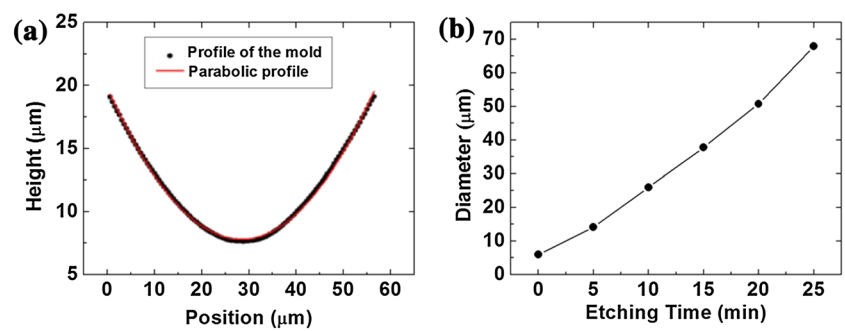 (a)
25
20
15
10
5
Height (μm)
Profile of the mold
Parabolic profile
0 10 20 30 40 50 60
Position (μm)
(b)
70
60
50
40
30
20
10
0
Diameter (μm)
0 5 10 15 20 25
Etching Time (min)